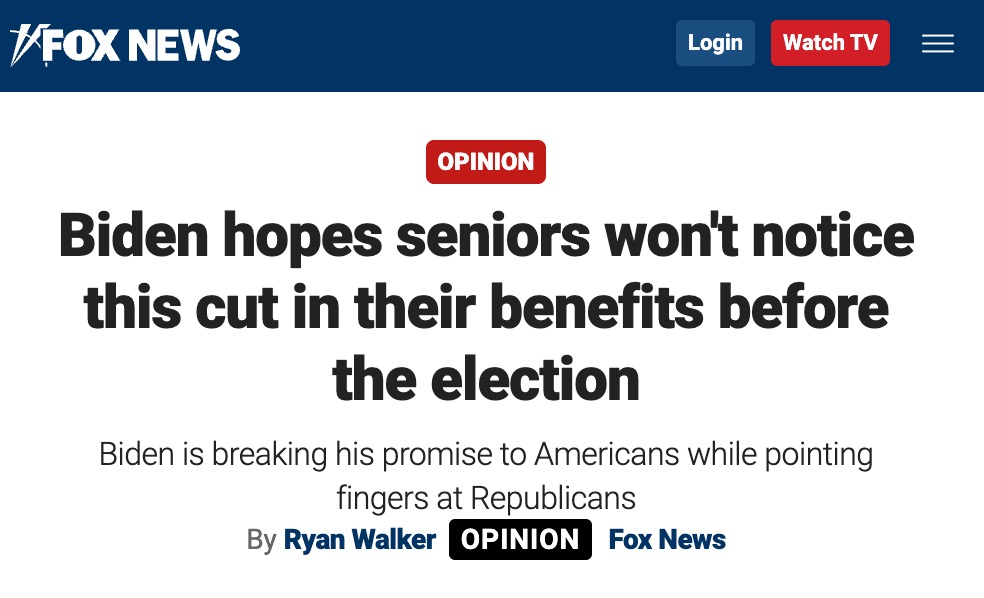 FOX NEWS
Login
Watch TV
OPINION
Biden hopes seniors won't notice
this cut in their benefits before
the election
Biden is breaking his promise to Americans while pointing
fingers at Republicans
By Ryan Walker OPINION Fox News